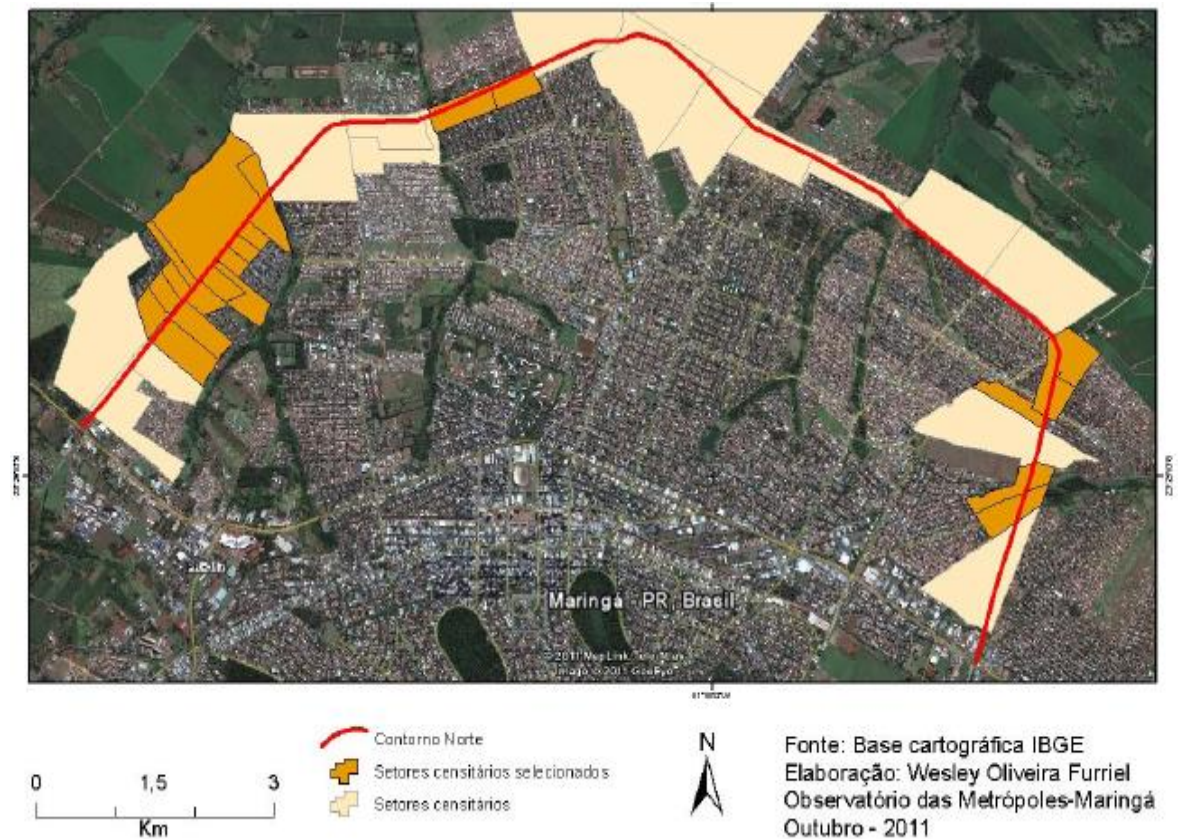 Maringá - PR, Brasil
Contorno Norte
Setores censitários selecionados
Setores censitários
0 1,5 3
Km
N
Fonte: Base cartográfica IBGE
Elaboração: Wesley Oliveira Furriel
Observatório das Metrópoles-Maringá
Outubro - 2011